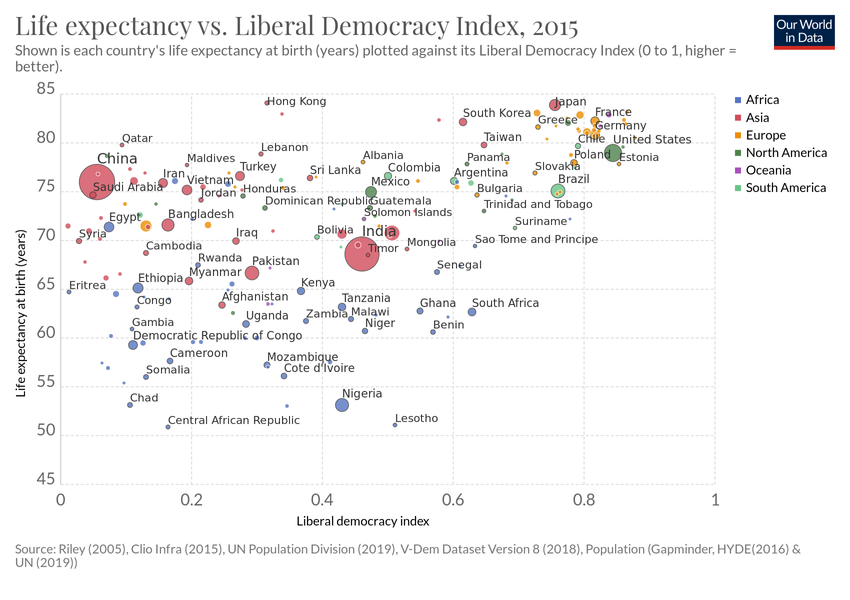 Life expectancy vs. Liberal Democracy Index, 2015
Our World
in Data
Shown is each country's life expectancy at birth (years) plotted against its Liberal Democracy Index (0 to 1, higher =
better).
85
Hong Kong
Japan
Africa
South Korea
Greece
France
Asia
Germany
Europe
80
Qatar
Taiwan
Chile
United States
North America
Lebanon
Oceania
China
Maldives
Albania
Panama
Poland
Estonia
South America
Iran
Turkey
Sri Lanka
Colombia
Argentina
Slovakia
Vietnam
Mexico
Brazil
75
Saudi Arabia
Jordan
Honduras
Bulgaria
Dominican Republic
Guatemala
Trinidad and Tobago
Egypt
Bangladesh
Solomon Islands
Suriname
70
Syria
Iraq
Bolivia
India
Sao Tome and Principe
Cambodia
Timor
Mongolia
Rwanda
Pakistan
Senegal
65
Eritrea
Ethiopia
Myanmar
Kenya
Congo
Afghanistan
Tanzania
Ghana
South Africa
Gambia
Uganda
Zambia
Malawi
60
Democratic Republic of Congo
Niger
Benin
Cameroon
Mozambique
55
Somalia
Cote d'Ivoire
Chad
Nigeria
50
Central African Republic
Lesotho
45
0
0.2
0.4
0.6
0.8
1
Life expectancy at birth (years)
Liberal democracy index
Source: Riley (2005), Clio Infra (2015), UN Population Division (2019), V-Dem Dataset Version 8 (2018), Population (Gapminder, HYDE(2016) &
UN (2019))